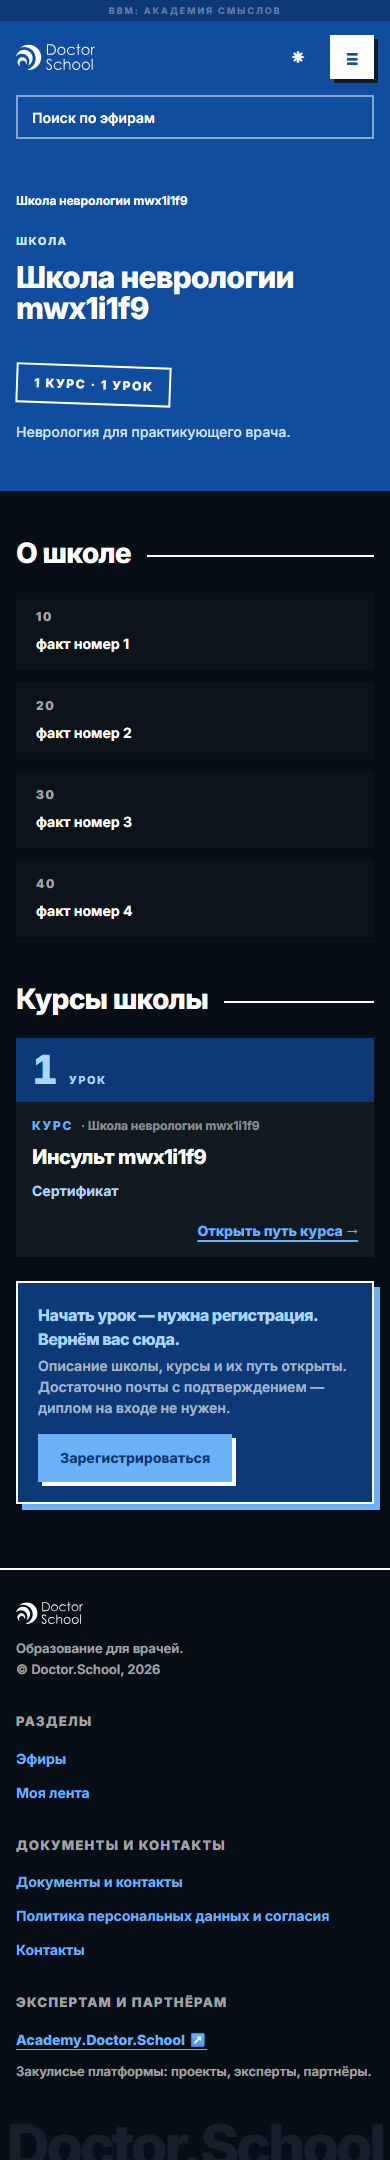 ВВМ: АКАДЕМИЯ СМЫСЛОВ
Doctor
School
Поиск по эфирам
Школа неврологии mwx1i1f9
ШКОЛА
Школа неврологии
mwx1i1f9
1 КУРС · 1 УРОК
Неврология для практикующего врача.
О школе
10
факт номер 1
20
факт номер 2
30
факт номер 3
40
факт номер 4
Курсы школы
1 УРОК
КУРС · Школа неврологии mwx1i1f9
Инсульт mwx1i1f9
Сертификат
Открыть путь курса →
Начать урок — нужна регистрация.
Вернём вас сюда.
Описание школы, курсы и их путь открыты.
Достаточно почты с подтверждением —
диплом на входе не нужен.
Зарегистрироваться
Doctor
School
Образование для врачей.
© Doctor.School, 2026
РАЗДЕЛЫ
Эфиры
Моя лента
ДОКУМЕНТЫ И КОНТАКТЫ
Документы и контакты
Политика персональных данных и согласия
Контакты
ЭКСПЕРТАМ И ПАРТНЁРАМ
Academy.Doctor.School ↗
Закулисье платформы: проекты, эксперты, партнёры.
Doctor.School